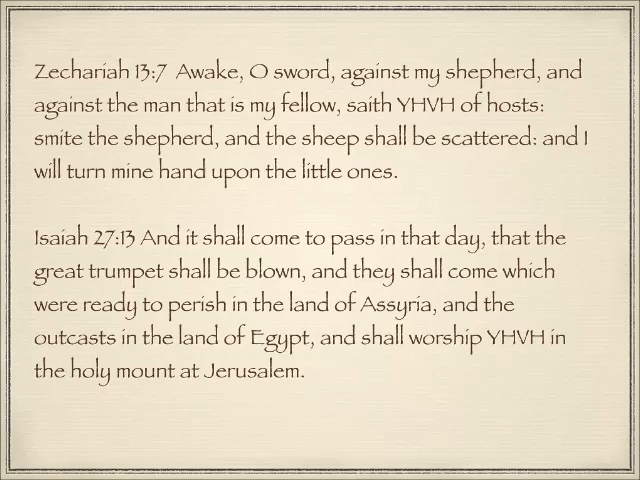 Zechariah 13:7 Awake, O sword, against my shepherd, and
against the man that is my fellow, saith YHVH of hosts:
smite the shepherd, and the sheep shall be scattered: and I
will turn mine hand upon the little ones.
Isaiah 27:13 And it shall come to pass in that day, that the
great trumpet shall be blown, and they shall come which
were ready to perish in the land of Assyria, and the
outcasts in the land of Egypt, and shall worship YHVH in
the holy mount at Jerusalem.